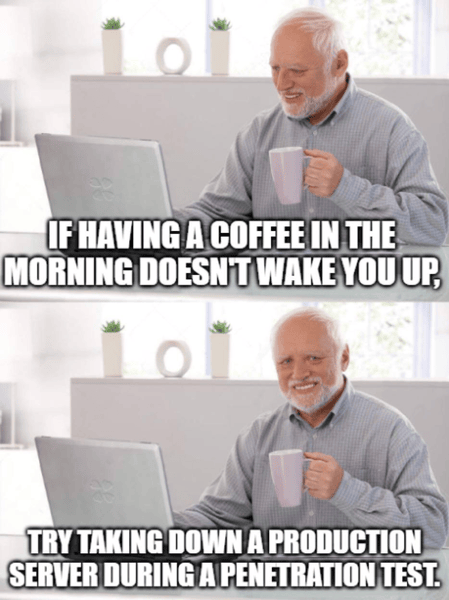 IF HAVING A COFFEE IN THE
MORNING DOESN'T WAKE YOU UP,
TRY TAKING DOWN A PRODUCTION
SERVER DURING A PENETRATION TEST.